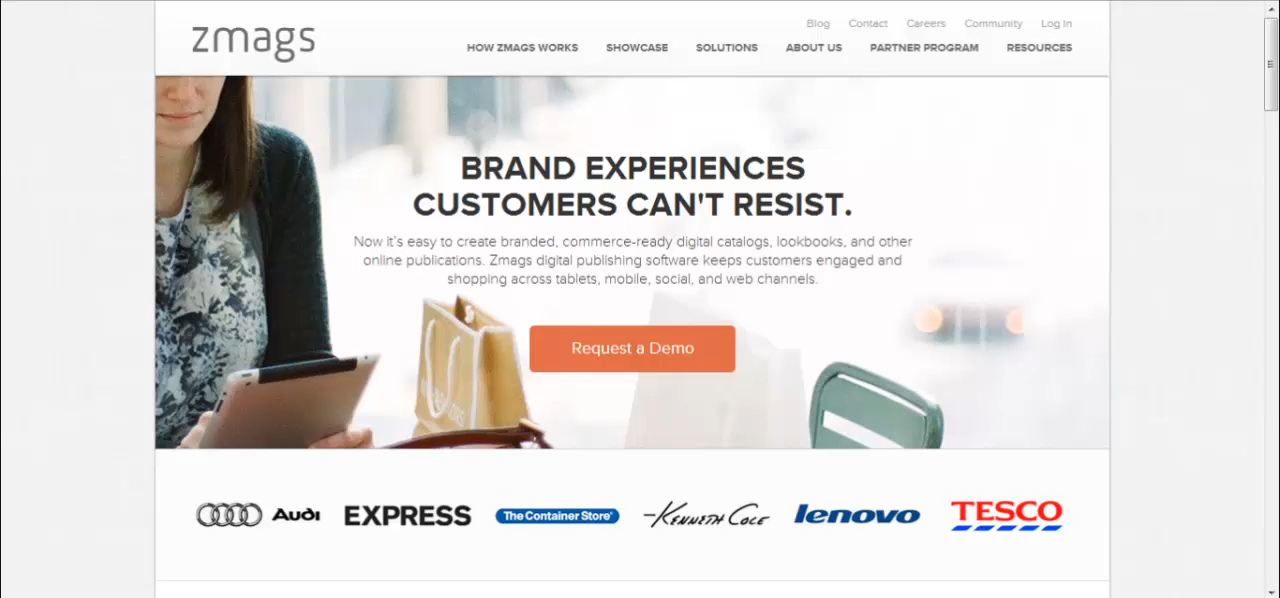 zmags
Blog Contact Careers Community Log In
HOW ZMAGS WORKS SHOWCASE SOLUTIONS ABOUT US PARTNER PROGRAM RESOURCES
BRAND EXPERIENCES
CUSTOMERS CAN'T RESIST.
Now it's easy to create branded, commerce-ready digital catalogs, lookbooks, and other
online publications. Zmags digital publishing software keeps customers engaged and
shopping across tablets, mobile, social, and web channels.
Request a Demo
Audi EXPRESS The Container Store® Kenneth Cole lenovo TESCO